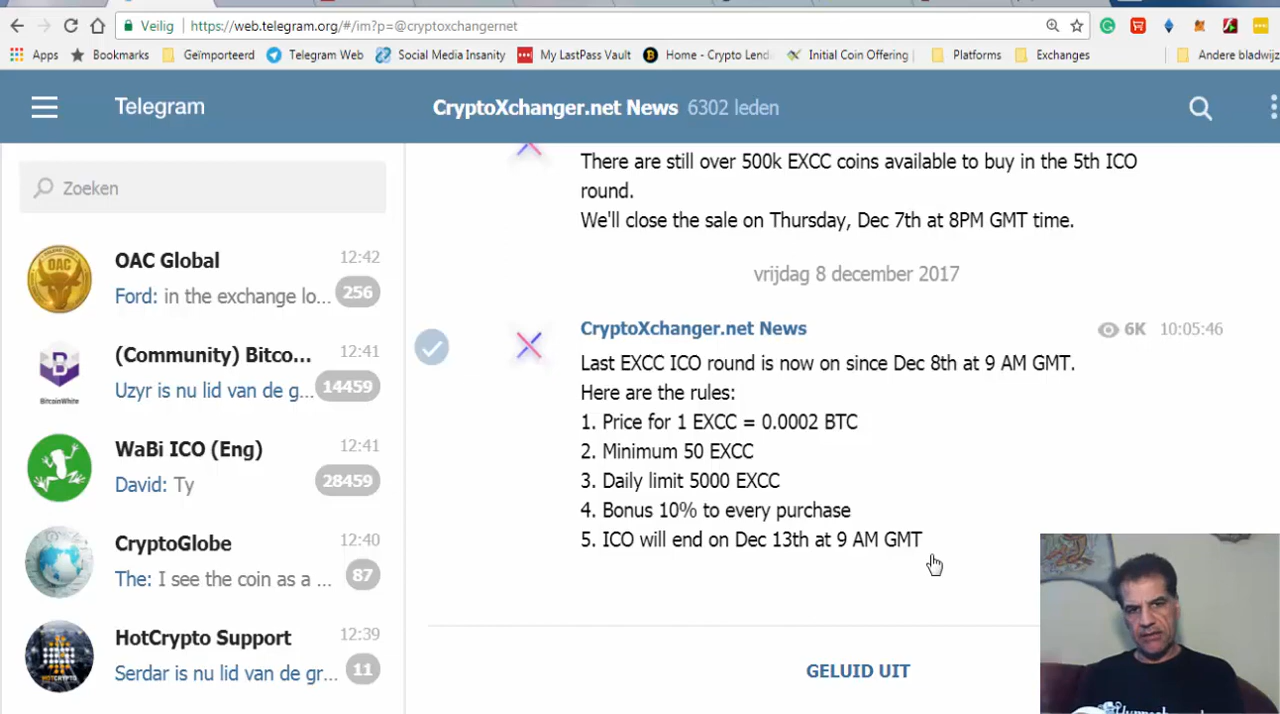 Veilig
https://web.telegram.org/#/im?p=@cryptoxchangernet
Apps
Bookmarks
Geïmporteerd
Telegram Web
Social Media Insanity
My LastPass Vault
Home - Crypto Lend
Initial Coin Offering |
Platforms
Exchanges
Andere bladwijz
Telegram
CryptoXchanger.net News 6302 leden
Zoeken
OAC Global 12:42
Ford: in the exchange lo... 256
(Community) Bitco... 12:41
Uzyr is nu lid van de g... 14459
BitcoinWhite
WaBi ICO (Eng) 12:41
David: Ty 28459
CryptoGlobe 12:40
The: I see the coin as a ... 87
HotCrypto Support 12:39
Serdar is nu lid van de gr... 11
HOTCRYPTO
There are still over 500k EXCC coins available to buy in the 5th ICO
round.
We'll close the sale on Thursday, Dec 7th at 8PM GMT time.
vrijdag 8 december 2017
CryptoXchanger.net News 6K 10:05:46
Last EXCC ICO round is now on since Dec 8th at 9 AM GMT.
Here are the rules:
1. Price for 1 EXCC = 0.0002 BTC
2. Minimum 50 EXCC
3. Daily limit 5000 EXCC
4. Bonus 10% to every purchase
5. ICO will end on Dec 13th at 9 AM GMT
GELUID UIT